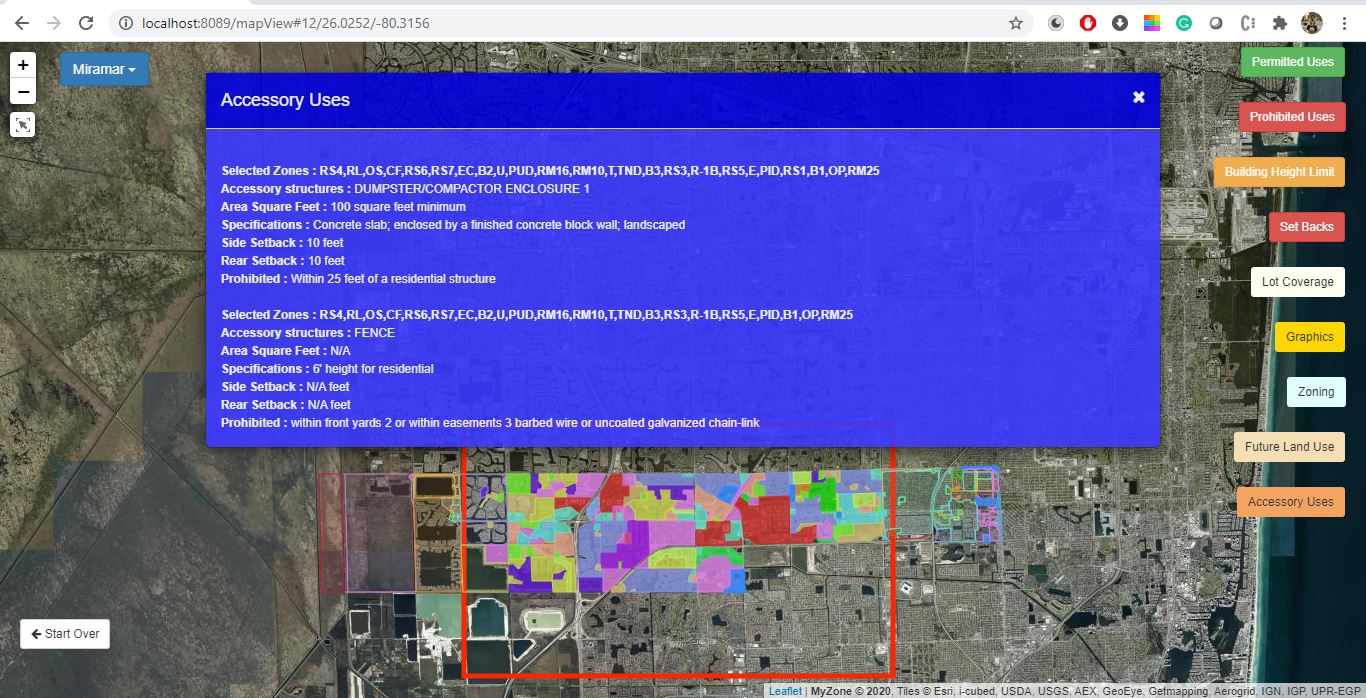 localhost:8089/mapView#12/26.0252/-80.3156
+
Miramar
−
Accessory Uses
Selected Zones : RS4,RL,OS,CF,RS6,RS7,EC,B2,U,PUD,RM16,RM10,T,TND,B3,RS3,R-1B,RS5,E,PID,RS1,B1,OP,RM25
Accessory structures : DUMPSTER/COMPACTOR ENCLOSURE 1
Area Square Feet : 100 square feet minimum
Specifications : Concrete slab; enclosed by a finished concrete block wall; landscaped
Side Setback : 10 feet
Rear Setback : 10 feet
Prohibited : Within 25 feet of a residential structure
Selected Zones : RS4,RL,OS,CF,RS6,RS7,EC,B2,U,PUD,RM16,RM10,T,TND,B3,RS3,R-1B,RS5,E,PID,B1,OP,RM25
Accessory structures : FENCE
Area Square Feet : N/A
Specifications : 6' height for residential
Side Setback : N/A feet
Rear Setback : N/A feet
Prohibited : within front yards 2 or within easements 3 barbed wire or uncoated galvanized chain-link
Permitted Uses
Prohibited Uses
Building Height Limit
Set Backs
Lot Coverage
Graphics
Zoning
Future Land Use
Accessory Uses
Start Over
Leaflet | MyZone © 2020, Tiles © Esri, i-cubed, USDA, USGS, AEX, GeoEye, Getmapping, Aerogrid, IGN, IGP, UPR-EGP